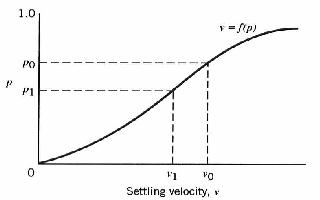 1.0
v = f(p)
p0
p
p1
0
v1
v0
Settling velocity, v